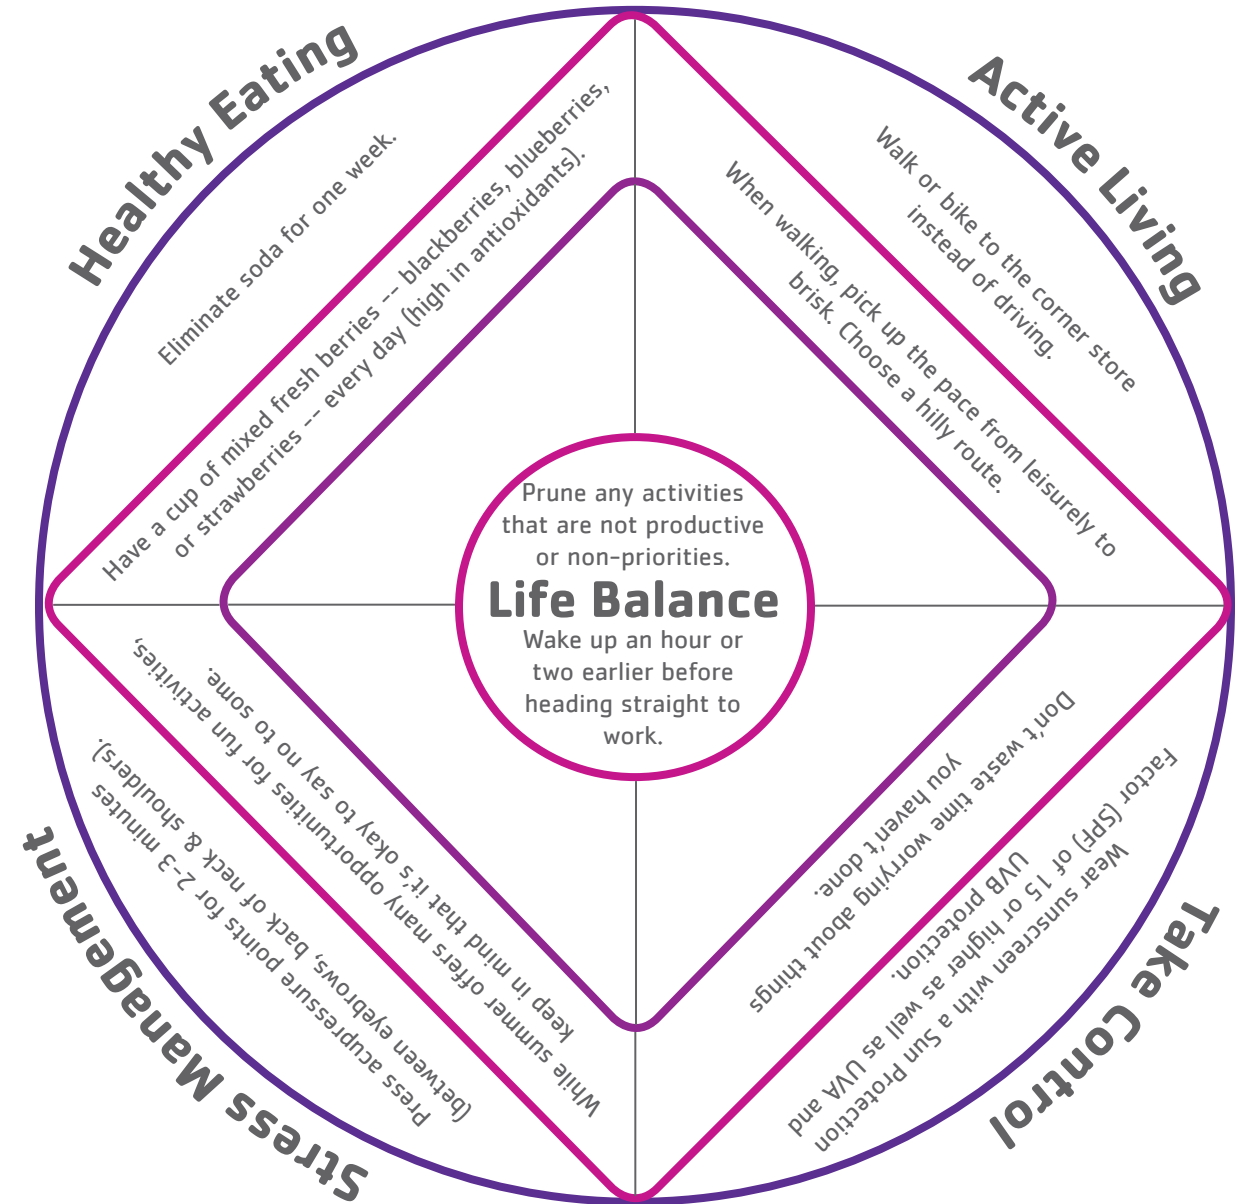 Healthy Eating
Eliminate soda for one week.
Have a cup of mixed fresh berries -- blackberries, blueberries,
or strawberries -- every day (high in antioxidants).
Active Living
Walk or bike to the corner store
instead of driving.
When walking, pick up the pace from leisurely to
brisk. Choose a hilly route.
Prune any activities
that are not productive
or non-priorities.
Life Balance
Wake up an hour or
two earlier before
heading straight to
work.
Stress Management
Press acupressure points for 2-3 minutes
(between eyebrows, back of neck & shoulders).
While summer offers many opportunities for fun activities,
keep in mind that it's okay to say no to some.
Take Control
Don't waste time worrying about things
you haven't done.
Wear sunscreen with a Sun Protection
Factor (SPF) of 15 or higher as well as UVA and
UVB protection.